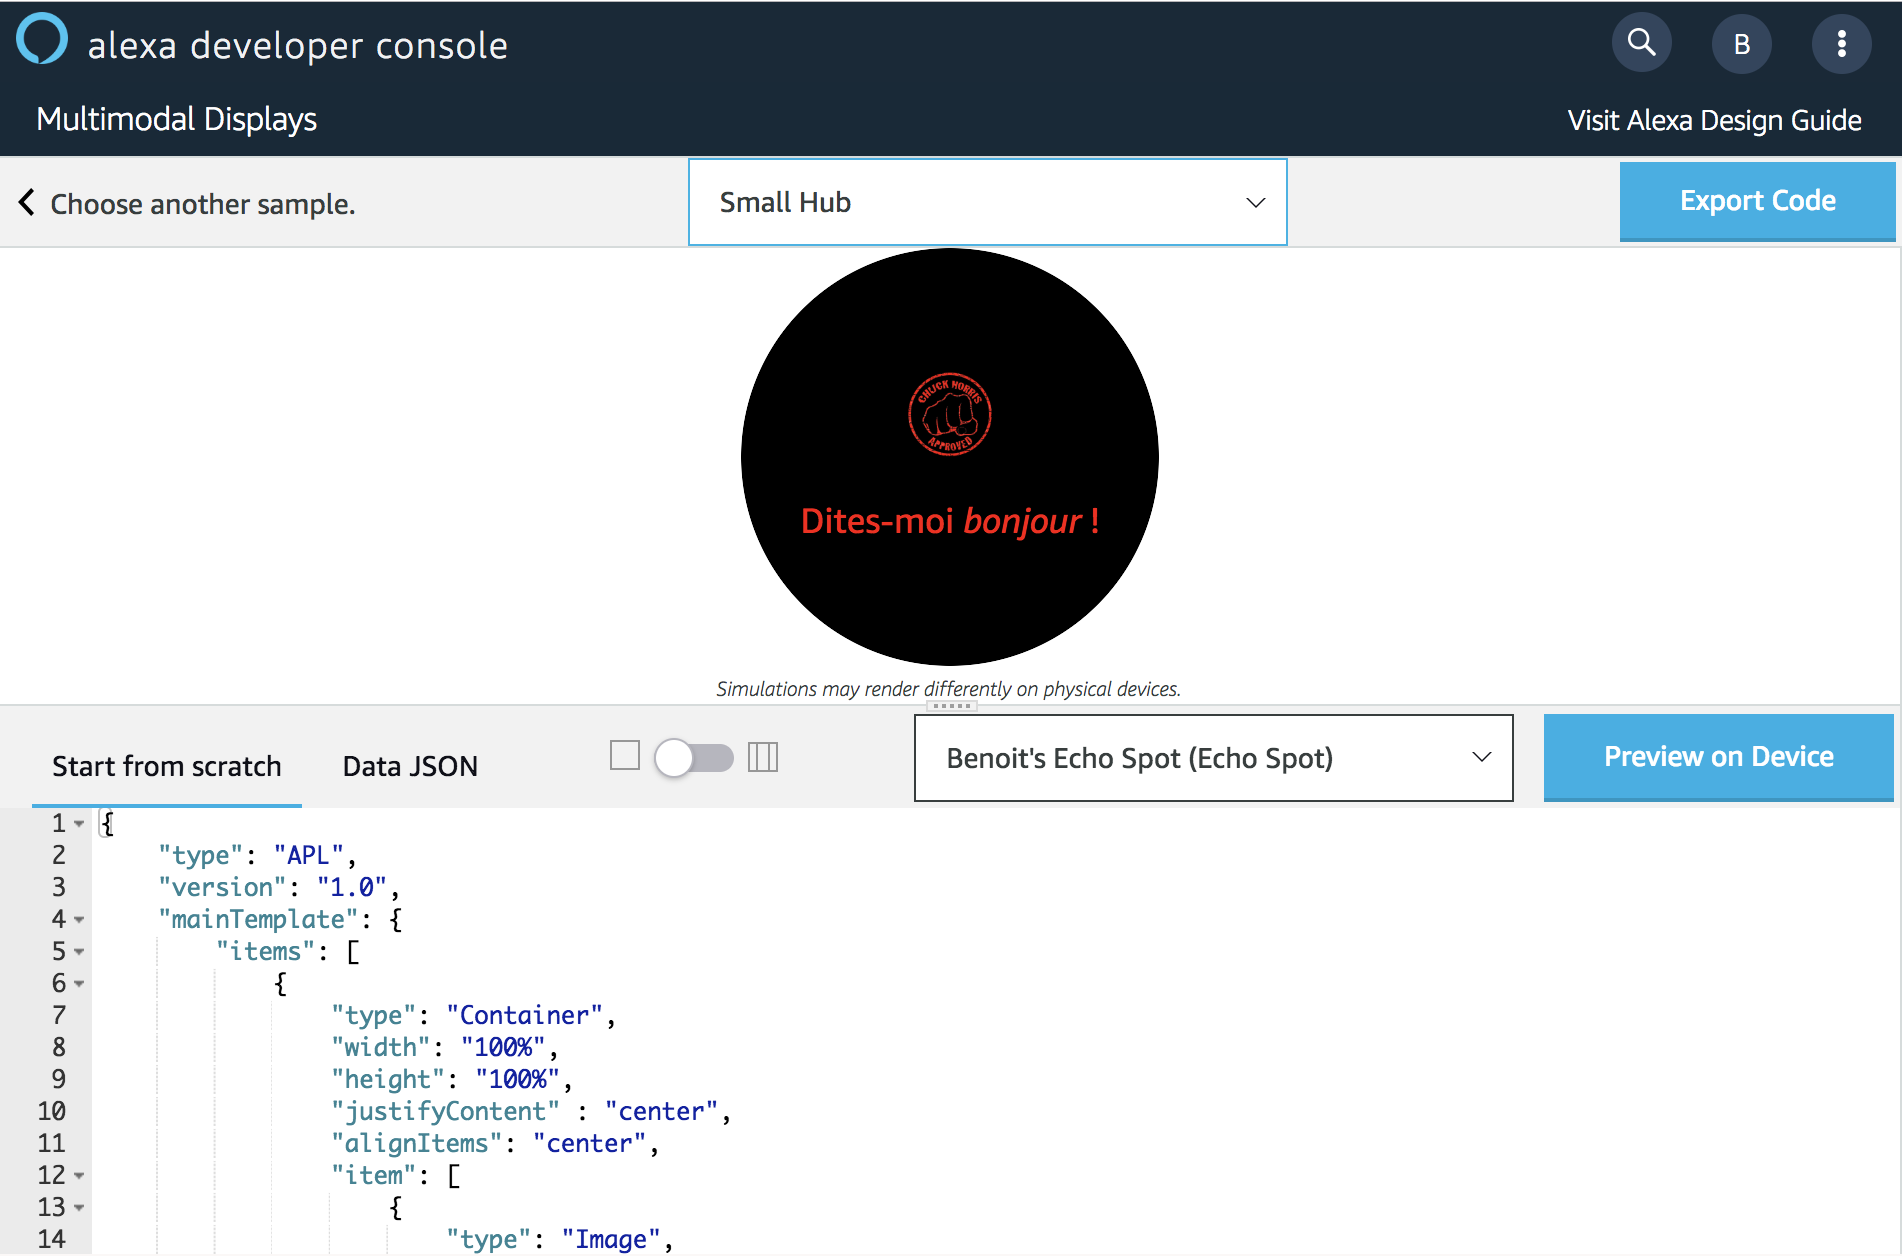 alexa developer console
B
Multimodal Displays
Visit Alexa Design Guide
Choose another sample.
Small Hub
Export Code
CHUCK NORRIS
APPROVED
Dites-moi bonjour !
Simulations may render differently on physical devices.
Start from scratch
Data JSON
Benoit's Echo Spot (Echo Spot)
Preview on Device
1 {
2 "type": "APL",
3 "version": "1.0",
4 "mainTemplate": {
5 "items": [
6 {
7 "type": "Container",
8 "width": "100%",
9 "height": "100%",
10 "justifyContent" : "center",
11 "alignItems": "center",
12 "item": [
13 {
14 "type": "Image",